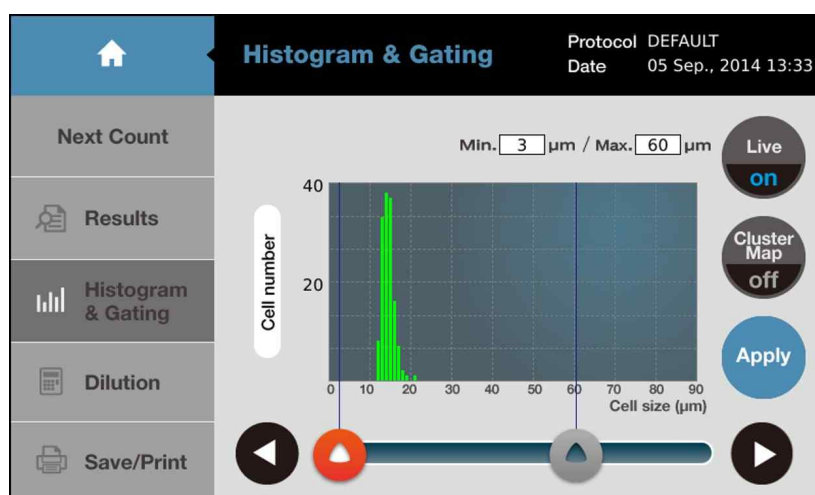 Histogram & Gating
Protocol DEFAULT
Date 05 Sep., 2014 13:33
Next Count
Results
Histogram
& Gating
Dilution
Save/Print
Min. 3 μm / Max. 60 μm
Cell number
40
20
0 10 20 30 40 50 60 70 80 90
Cell size (μm)
Live
on
Cluster
Map
off
Apply